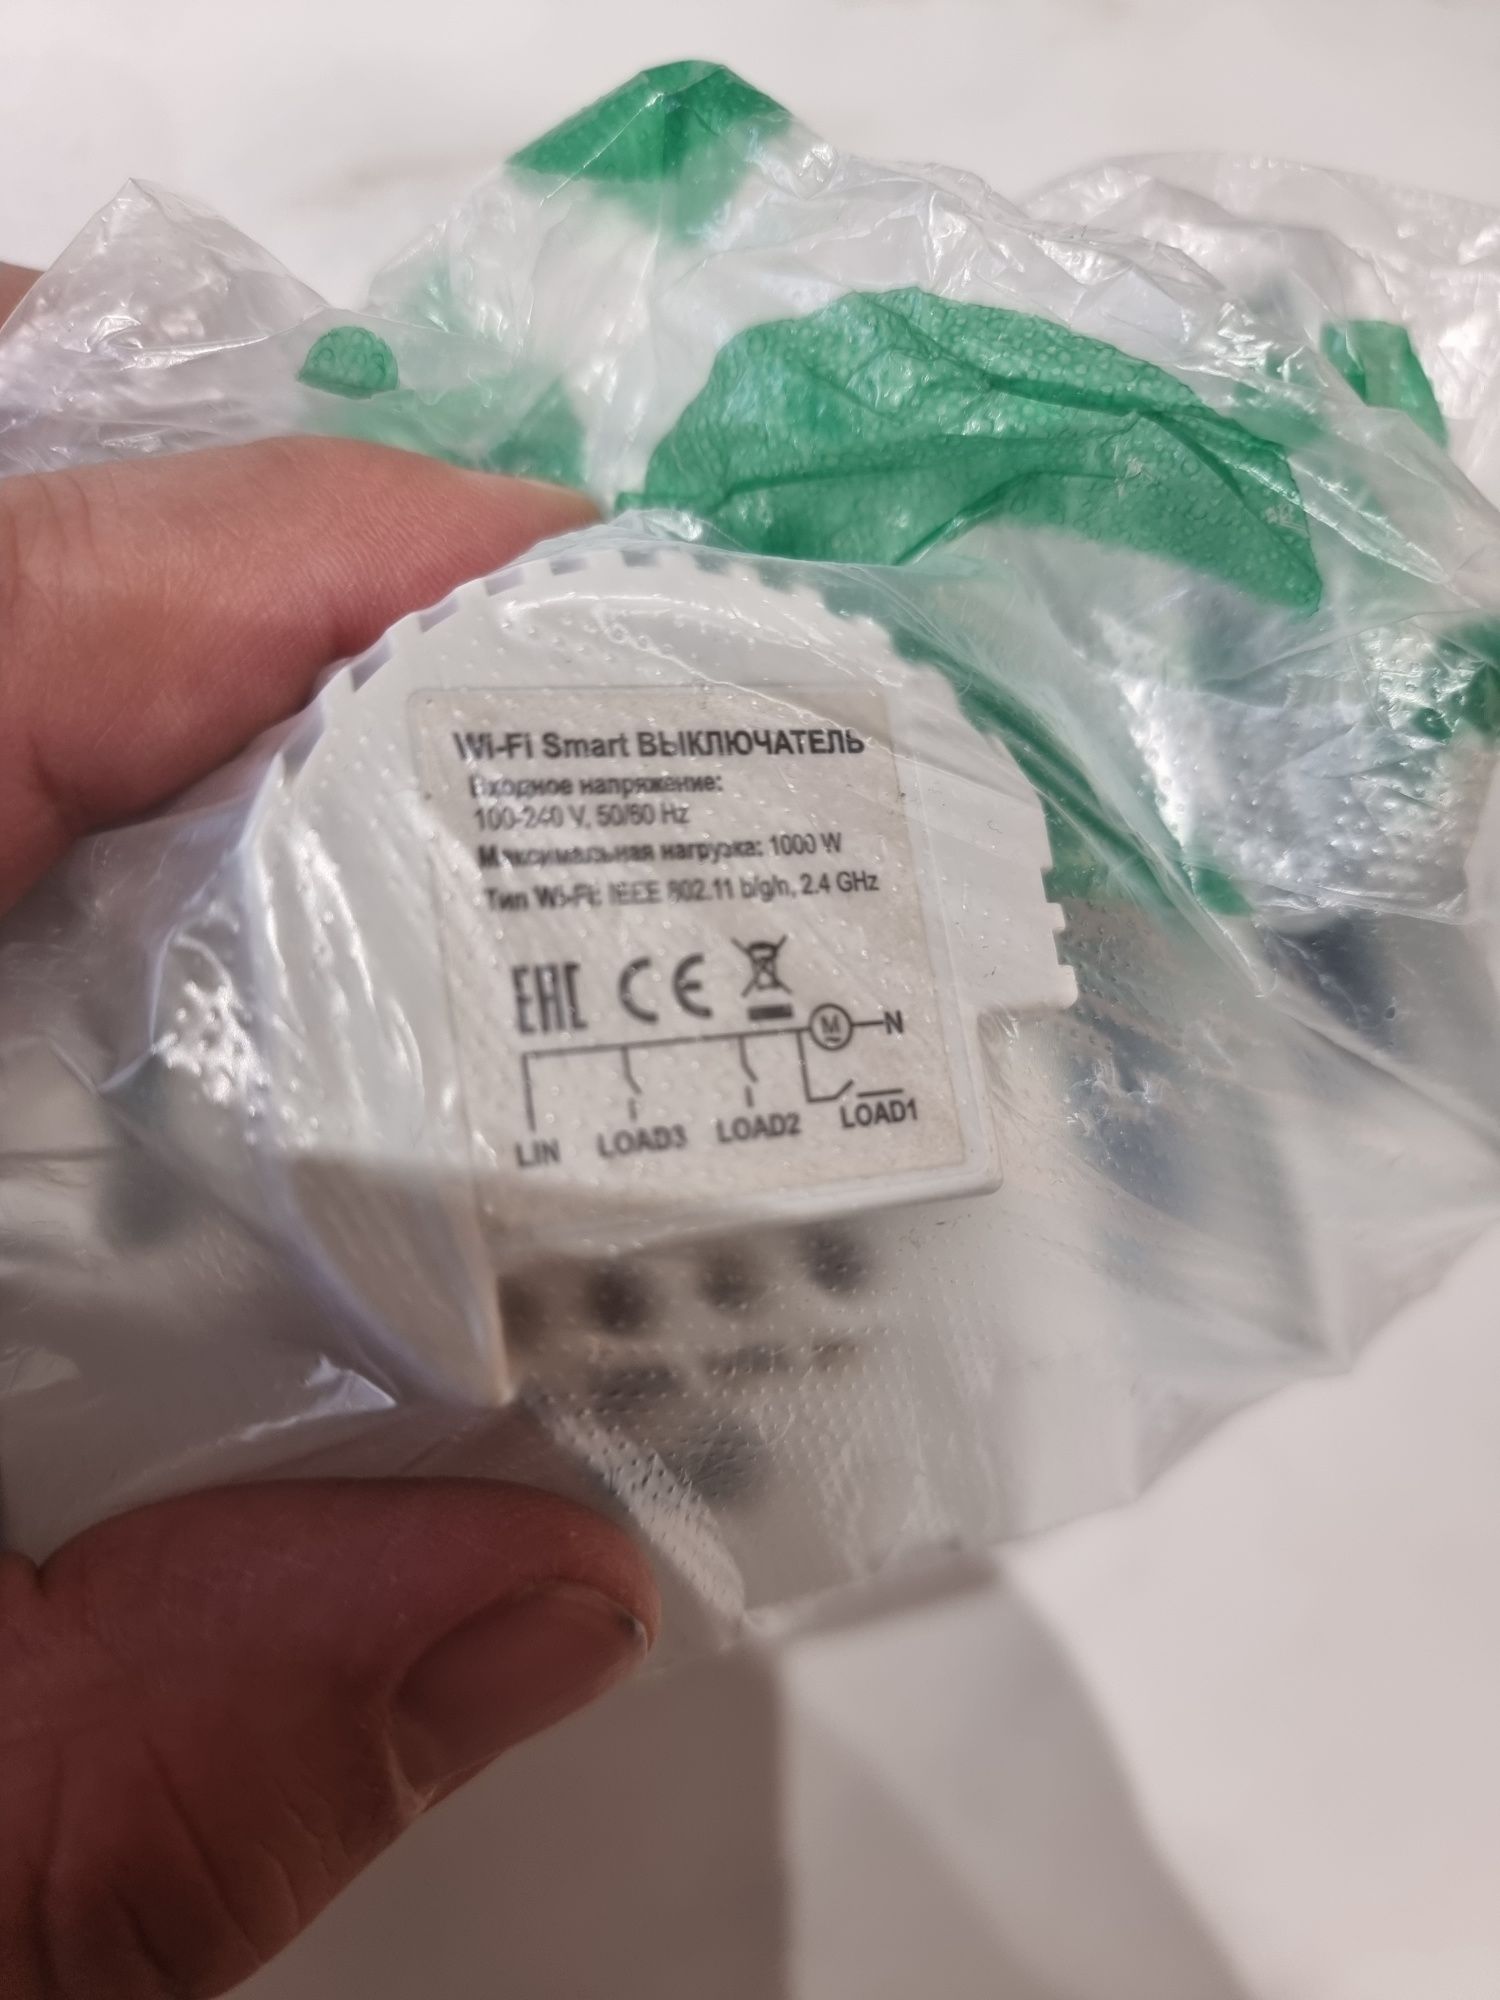 Wi-Fi Smart ВЫКЛЮЧАТЕЛЬ
Входное напряжение:
100-240 V, 50/60 Hz
Максимальная нагрузка: 1000 W
Тип Wi-Fi: IEEE 802.11 b/g/n, 2.4 GHz
EAC CE
M N
LIN LOAD3 LOAD2 LOAD1